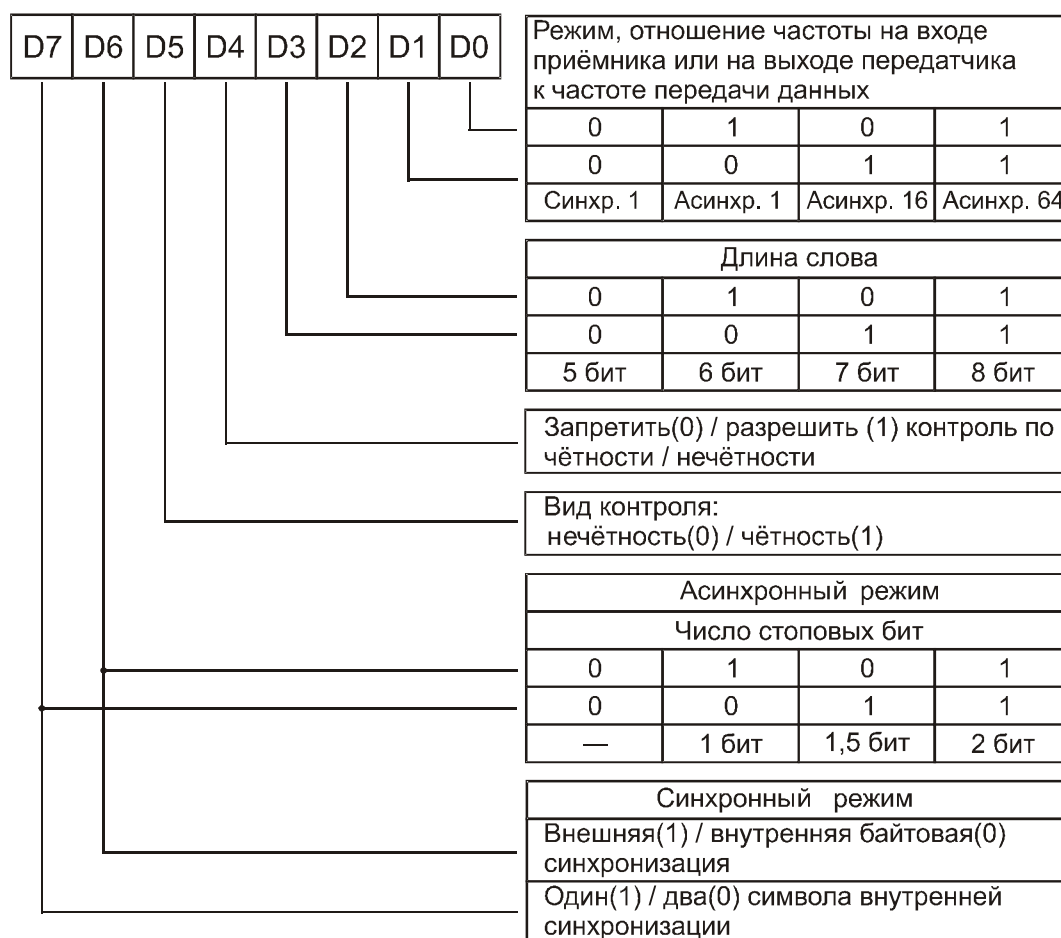 D7 D6 D5 D4 D3 D2 D1 D0
Режим, отношение частоты на входе
приёмника или на выходе передатчика
к частоте передачи данных
0 1 0 1
0 0 1 1
Синхр. 1 Асинхр. 1 Асинхр. 16 Асинхр. 64
Длина слова
0 1 0 1
0 0 1 1
5 бит 6 бит 7 бит 8 бит
Запретить(0) / разрешить (1) контроль по
чётности / нечётности
Вид контроля:
нечётность(0) / чётность(1)
Асинхронный режим
Число стоповых бит
0 1 0 1
0 0 1 1
— 1 бит 1,5 бит 2 бит
Синхронный режим
Внешняя(1) / внутренняя байтовая(0)
синхронизация
Один(1) / два(0) символа внутренней
синхронизации